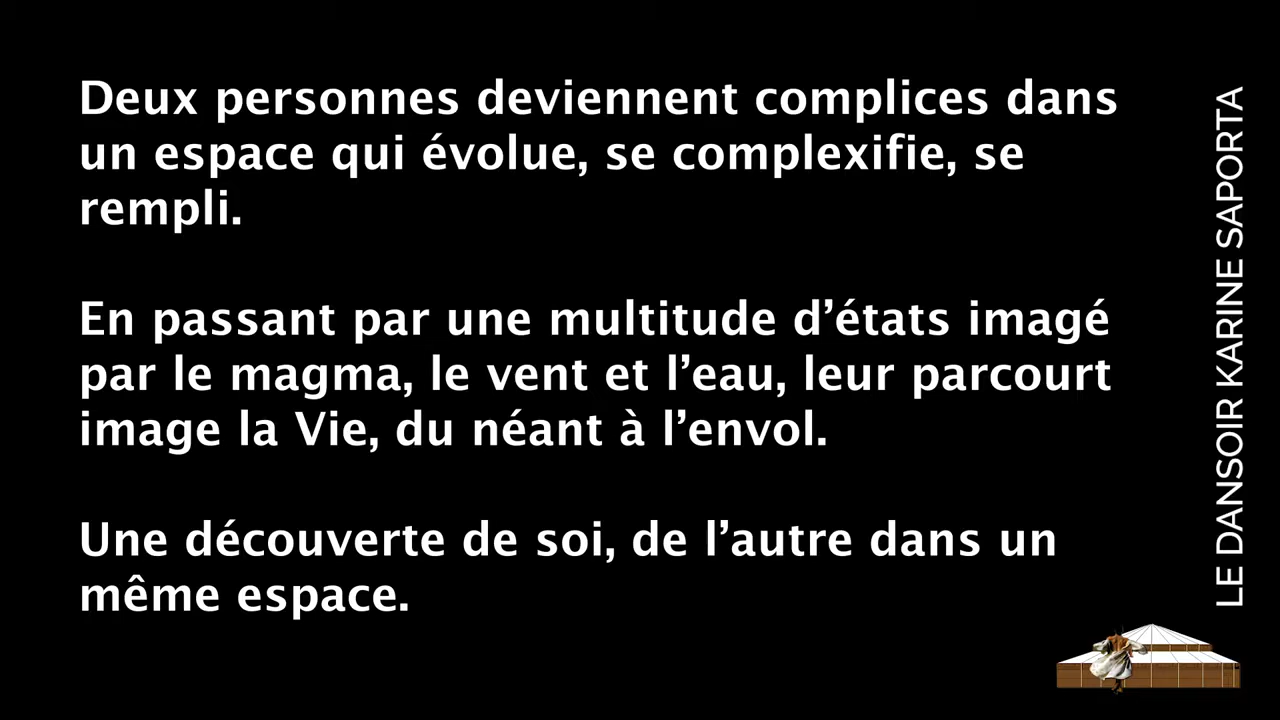 Deux personnes deviennent complices dans
un espace qui évolue, se complexifie, se
rempli.
En passant par une multitude d’états imagé
par le magma, le vent et l’eau, leur parcourt
image la Vie, du néant à l’envol.
Une découverte de soi, de l’autre dans un
même espace.
LE DANSOIR KARINE SAPORTA